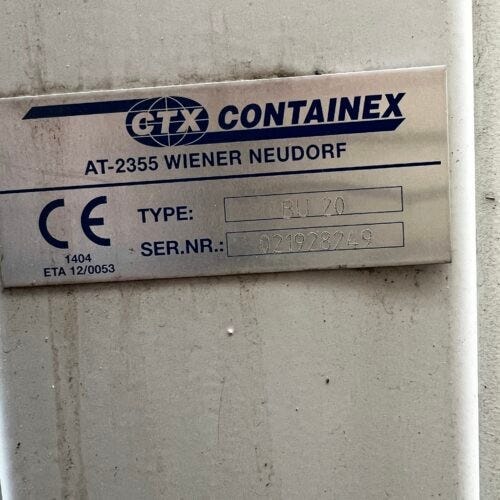 CTX CONTAINEX
AT-2355 WIENER NEUDORF
CE
1404
ETA 12/0053
TYPE: BU 20
SER.NR.: 021928249